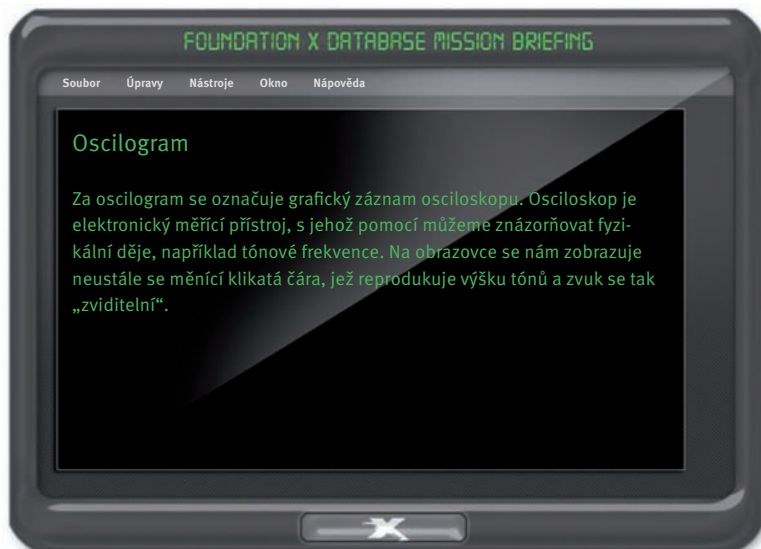 FOUNDATION X DATABASE MISSION BRIEFING
Soubor Úpravy Nástroje Okno Nápověda
Oscilogram
Za oscilogram se označuje grafický záznam osciloskopu. Osciloskop je
elektronický měřící přístroj, s jehož pomocí můžeme znázorňovat fyzi-
kální děje, například tónové frekvence. Na obrazovce se nám zobrazuje
neustále se měnící klikatá čára, jež reprodukuje výšku tónů a zvuk se tak
„zviditelní“.
X